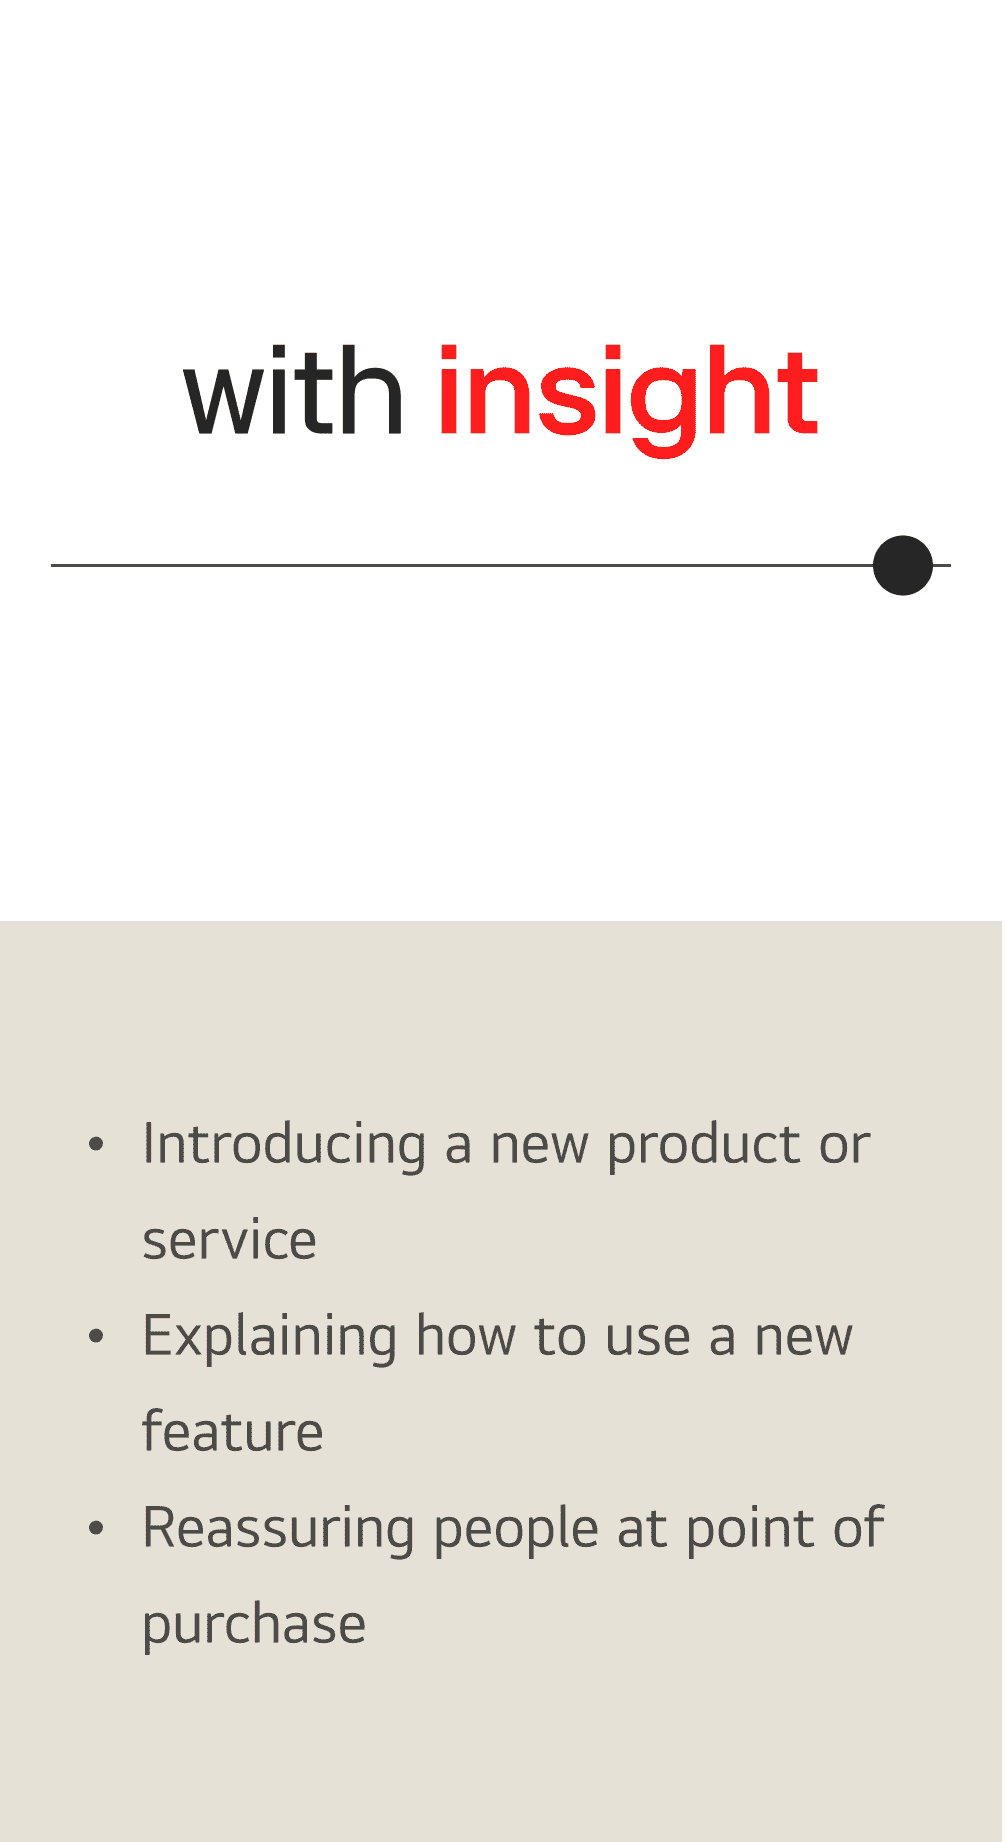 with insight
• Introducing a new product or
service
• Explaining how to use a new
feature
• Reassuring people at point of
purchase